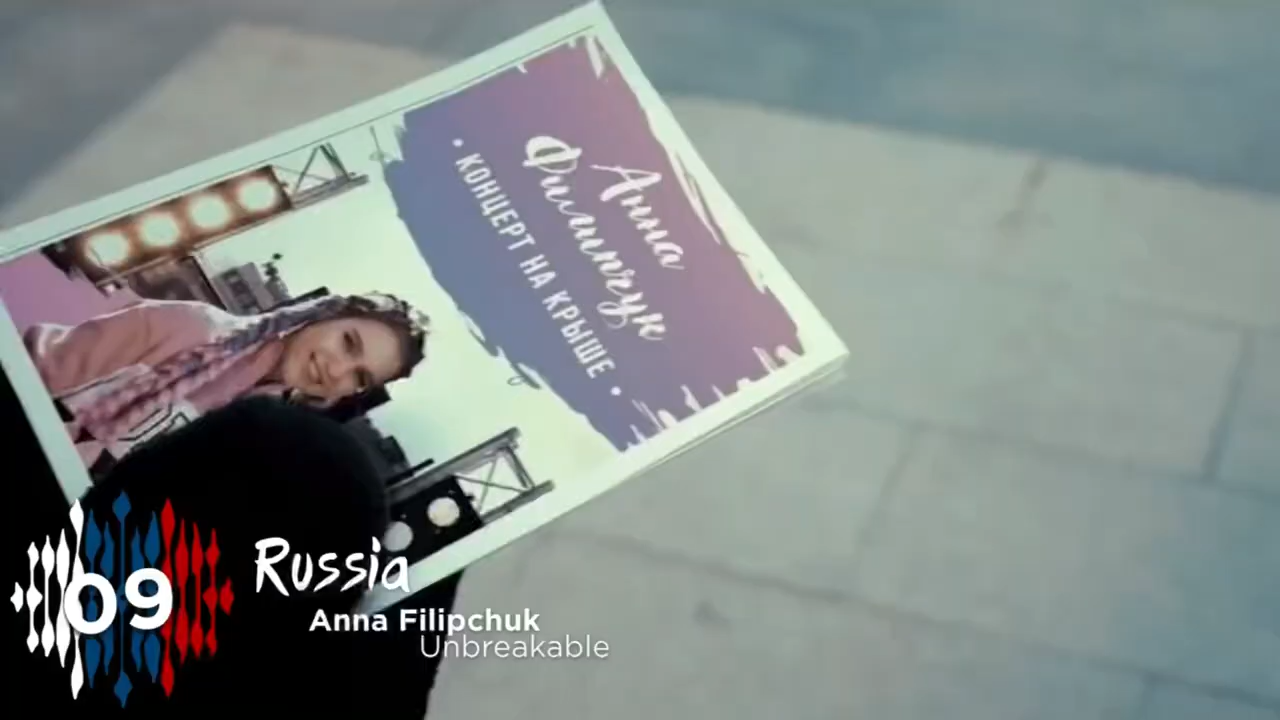 Анна
Филипчук
• КОНЦЕРТ НА КРЫШЕ •
09
Russia
Anna Filipchuk
Unbreakable